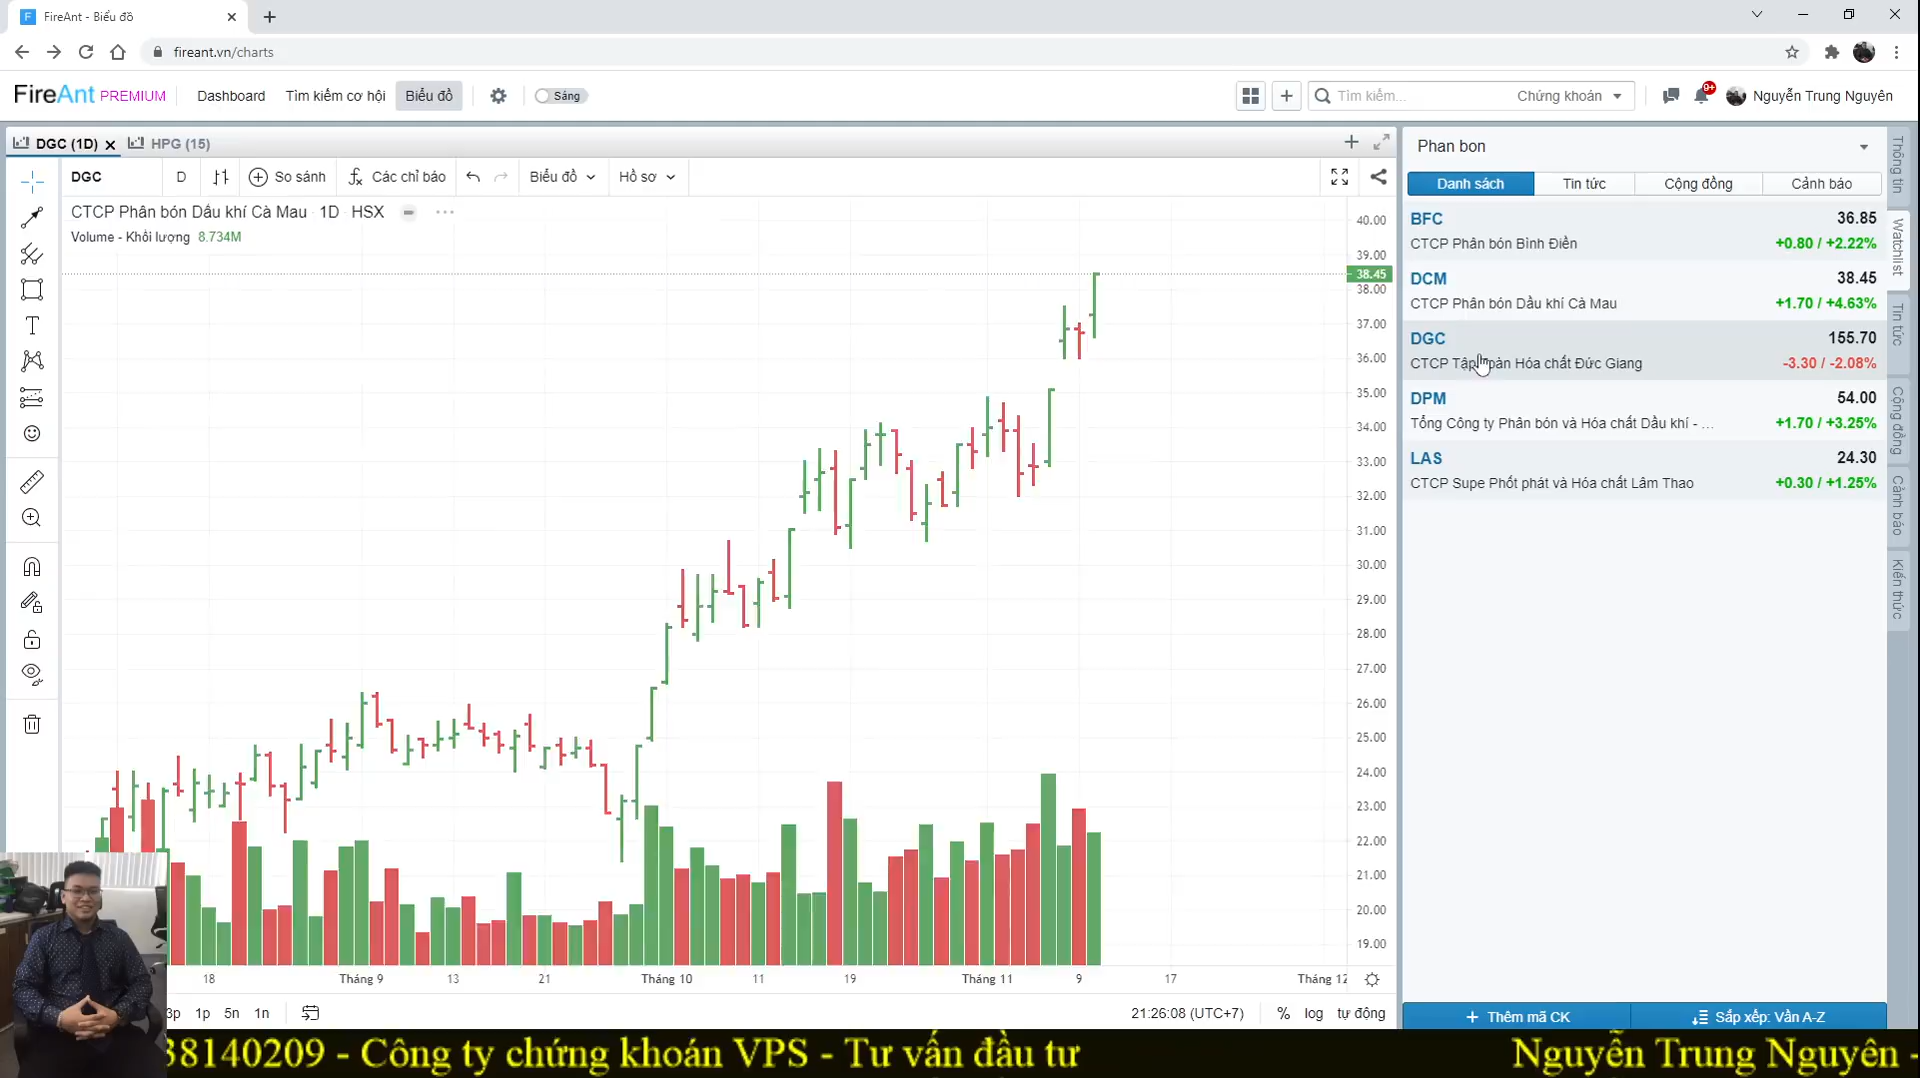 FireAnt - Biểu đồ
fireant.vn/charts
FireAnt PREMIUM
Dashboard
Tìm kiếm cơ hội
Biểu đồ
Sáng
Tìm kiếm...
Chứng khoán
9+
Nguyễn Trung Nguyên
DGC (1D)
HPG (15)
DGC
D
So sánh
Các chỉ báo
Biểu đồ
Hồ sơ
CTCP Phân bón Dầu khí Cà Mau 1D HSX
Volume - Khối lượng 8.734M
40.00
39.00
38.45
38.00
37.00
36.00
35.00
34.00
33.00
32.00
31.00
30.00
29.00
28.00
27.00
26.00
25.00
24.00
23.00
22.00
21.00
20.00
19.00
18
Tháng 9
13
21
Tháng 10
11
19
Tháng 11
9
17
Tháng 12
3p 1p 5n 1n
21:26:08 (UTC+7)
% log tự động
Phan bon
Danh sách
Tin tức
Cộng đồng
Cảnh báo
BFC 36.85
CTCP Phân bón Bình Điền +0.80 / +2.22%
DCM 38.45
CTCP Phân bón Dầu khí Cà Mau +1.70 / +4.63%
DGC 155.70
CTCP Hóa chất Đức Giang -3.30 / -2.08%
DPM 54.00
Tổng Công ty Phân bón và Hóa chất Dầu khí - ... +1.70 / +3.25%
LAS 24.30
CTCP Supe Phốt phát và Hóa chất Lâm Thao +0.30 / +1.25%
Thêm mã CK
Sắp xếp: Vần A-Z
Thông tin
Watchlist
Tin tức
Cộng đồng
Cảnh báo
Kiến thức
38140209 - Công ty chứng khoán VPS - Tư vấn đầu tư
Nguyễn Trung Nguyên -